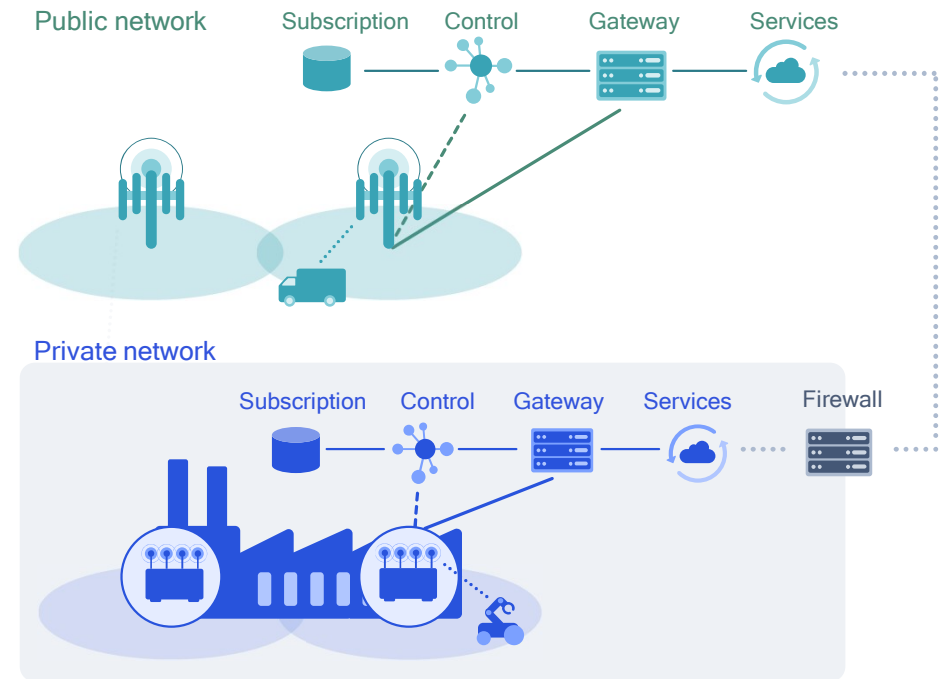 Public network
Subscription
Control
Gateway
Services
Private network
Subscription
Control
Gateway
Services
Firewall